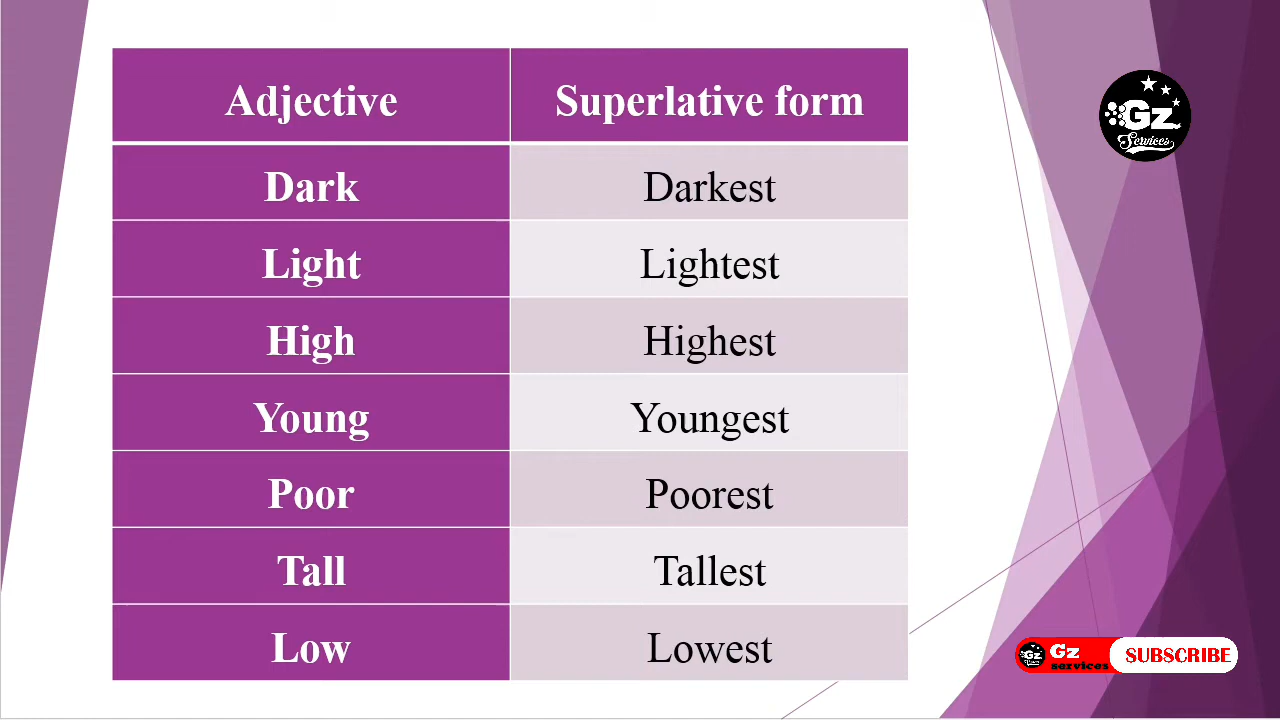 Adjective Superlative form
Dark Darkest
Light Lightest
High Highest
Young Youngest
Poor Poorest
Tall Tallest
Low Lowest
Gz
Services
Gz
services
SUBSCRIBE